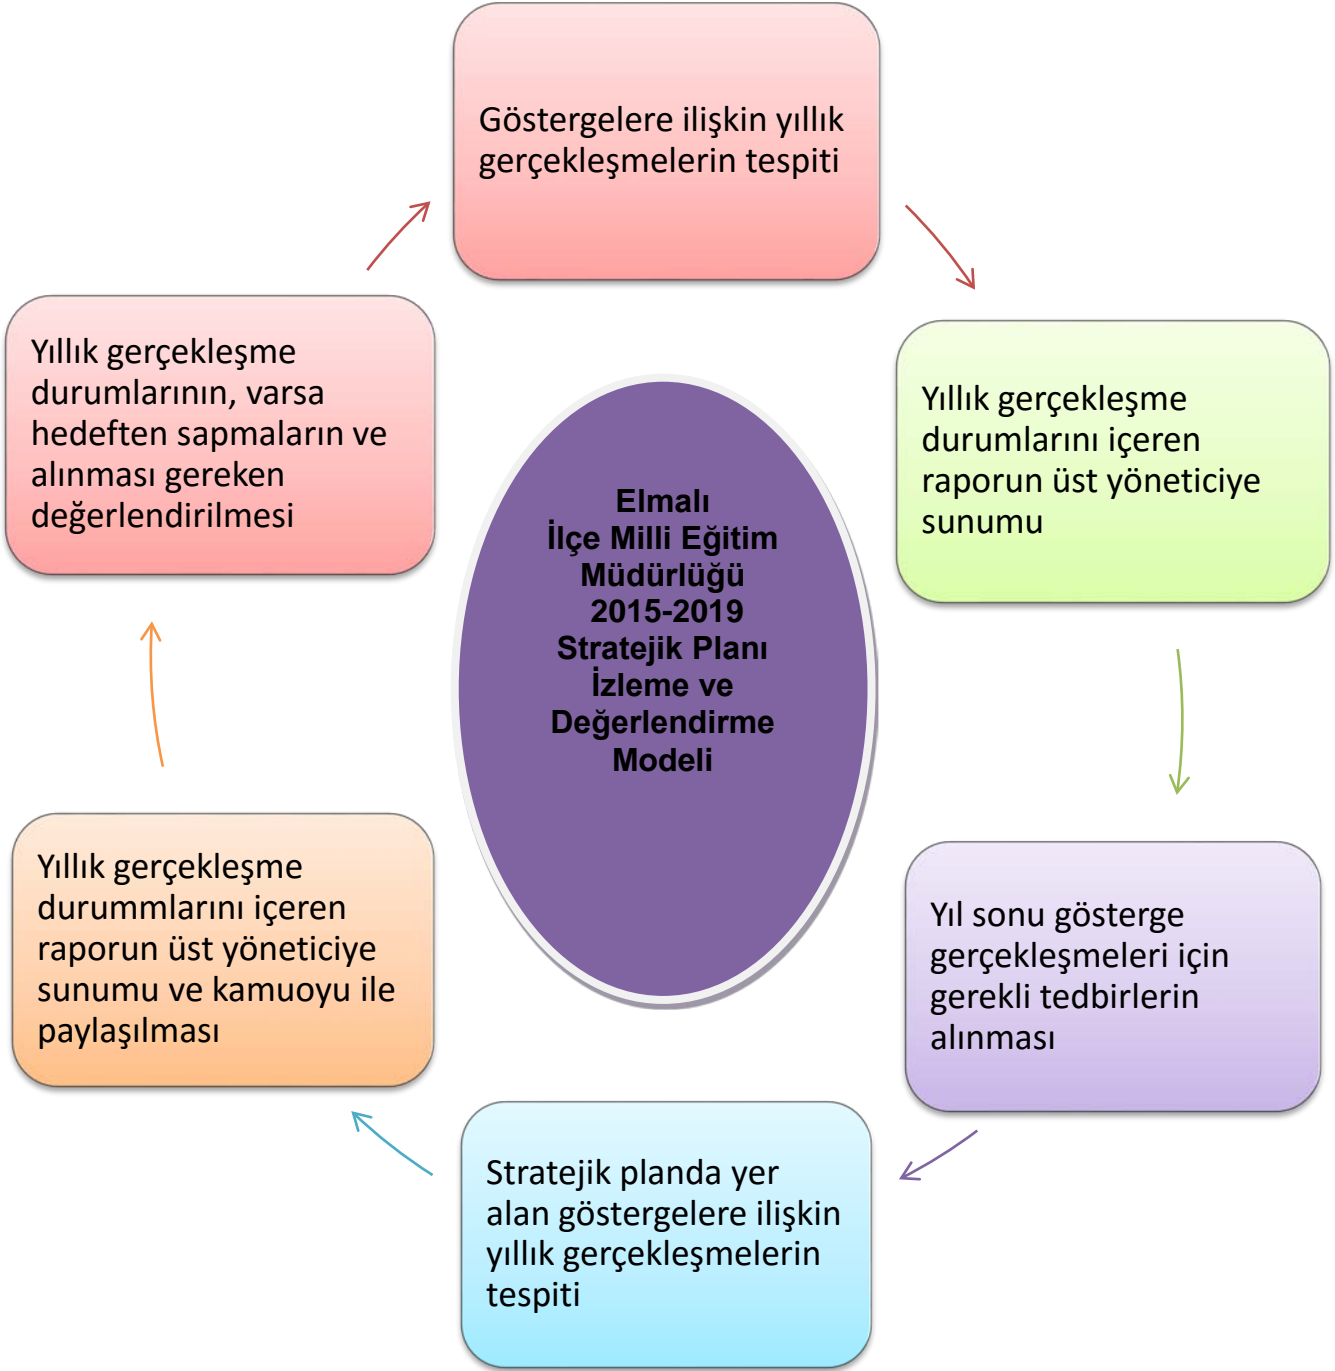 Göstergelere ilişkin yıllık
gerçekleşmelerin tespiti
Yıllık gerçekleşme
durumlarını içeren
raporun üst yöneticiye
sunumu
Yıl sonu gösterge
gerçekleşmeleri için
gerekli tedbirlerin
alınması
Stratejik planda yer
alan göstergelere ilişkin
yıllık gerçekleşmelerin
tespiti
Yıllık gerçekleşme
durummlarını içeren
raporun üst yöneticiye
sunumu ve kamuoyu ile
paylaşılması
Yıllık gerçekleşme
durumlarının, varsa
hedeften sapmaların ve
alınması gereken
değerlendirilmesi
Elmalı
İlçe Milli Eğitim
Müdürlüğü
2015-2019
Stratejik Planı
İzleme ve
Değerlendirme
Modeli